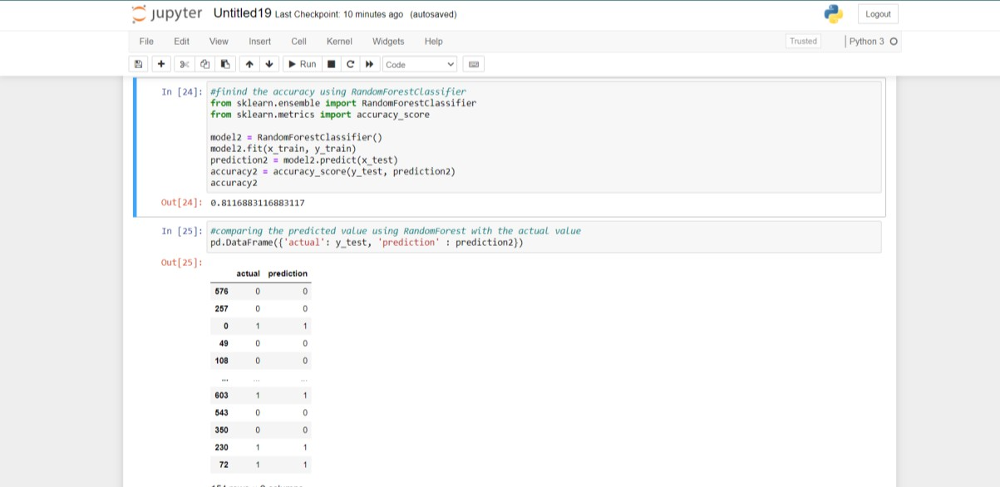 jupyter Untitled19 Last Checkpoint: 10 minutes ago (autosaved)
Logout
File Edit View Insert Cell Kernel Widgets Help
Trusted
Python 3
Run
Code
In [24]: #finind the accuracy using RandomForestClassifier
from sklearn.ensemble import RandomForestClassifier
from sklearn.metrics import accuracy_score
model2 = RandomForestClassifier()
model2.fit(x_train, y_train)
prediction2 = model2.predict(x_test)
accuracy2 = accuracy_score(y_test, prediction2)
accuracy2
Out[24]: 0.8116883116883117
In [25]: #comparing the predicted value using RandomForest with the actual value
pd.DataFrame({'actual': y_test, 'prediction' : prediction2})
Out[25]:
actual prediction
576 0 0
257 0 0
0 1 1
49 0 0
108 0 0
... ... ...
603 1 1
543 0 0
350 0 0
230 1 1
72 1 1